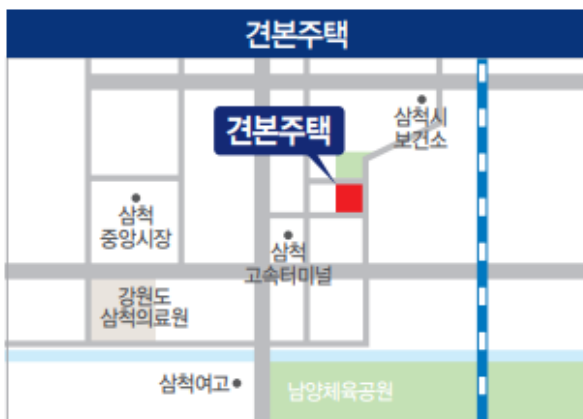 견본주택
삼척시
보건소
견본주택
삼척
중앙시장
삼척
고속터미널
강원도
삼척의료원
삼척여고
남양체육공원